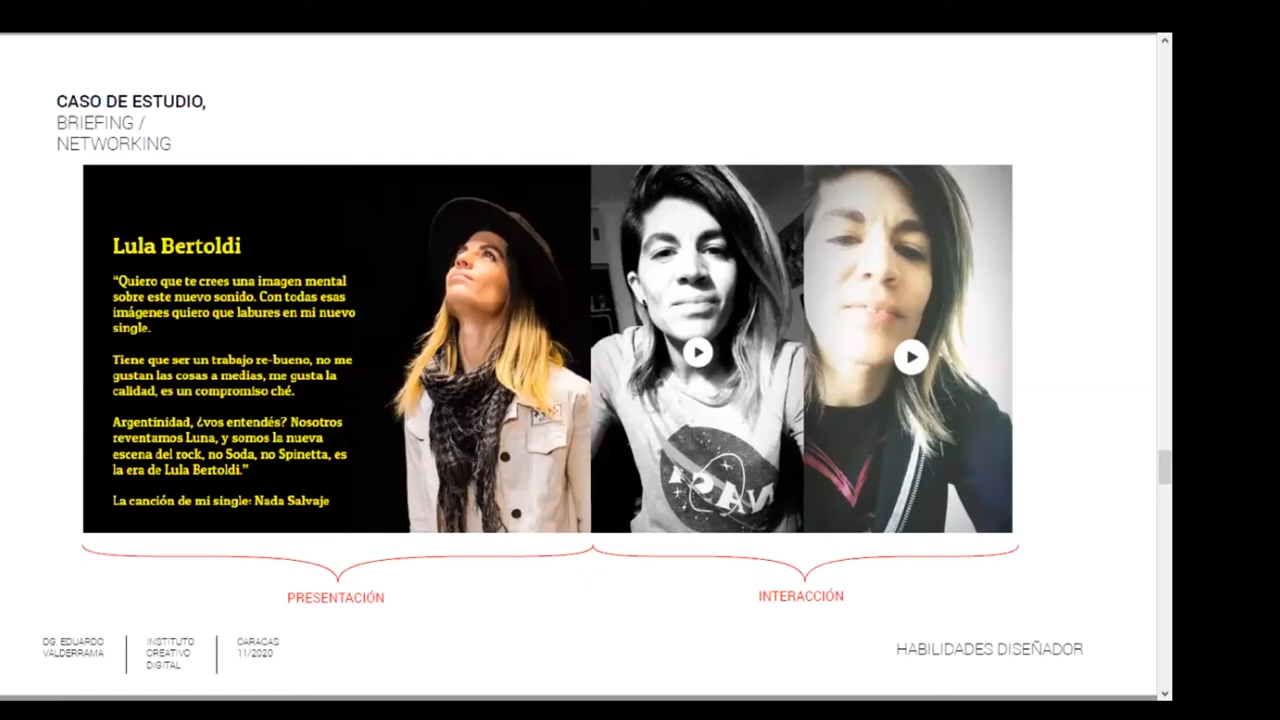 CASO DE ESTUDIO,
BRIEFING /
NETWORKING
Lula Bertoldi
“Quiero que te crees una imagen mental
sobre este nuevo sonido. Con todas esas
imágenes quiero que labures en mi nuevo
single.
Tiene que ser un trabajo re-bueno, no me
gustan las cosas a medias, me gusta la
calidad, es un compromiso ché.
Argentinidad, ¿vos entendés? Nosotros
reventamos Luna, y somos la nueva
escena del rock, no Soda, no Spinetta, es
la era de Lula Bertoldi.”
La canción de mi single: Nada Salvaje
PRESENTACIÓN
INTERACCIÓN
DG. EDUARDO
VALDERRAMA
INSTITUTO
CREATIVO
DIGITAL
CARACAS
11/2020
HABILIDADES DISEÑADOR